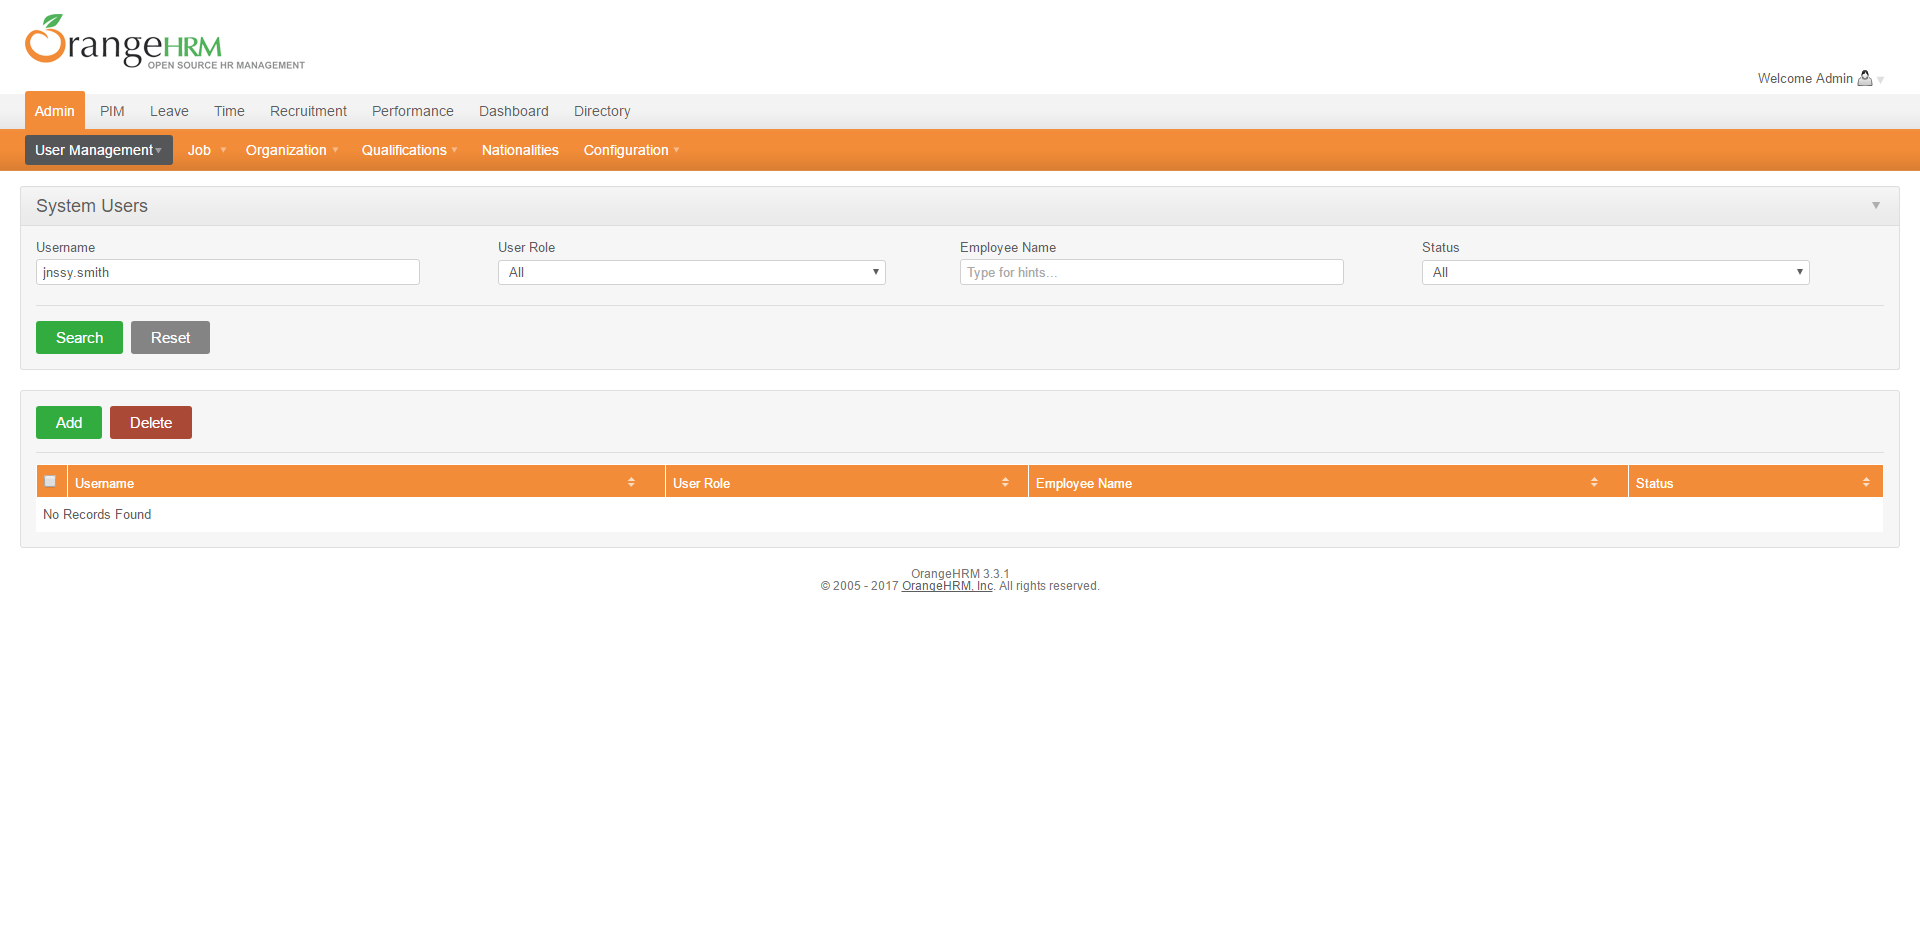 OrangeHRM
OPEN SOURCE HR MANAGEMENT
Welcome Admin
Admin PIM Leave Time Recruitment Performance Dashboard Directory
User Management Job Organization Qualifications Nationalities Configuration
System Users
Username User Role Employee Name Status
jnssy.smith All Type for hints... All
Search Reset
Add Delete
Username User Role Employee Name Status
No Records Found
OrangeHRM 3.3.1
© 2005 - 2017 OrangeHRM, Inc. All rights reserved.